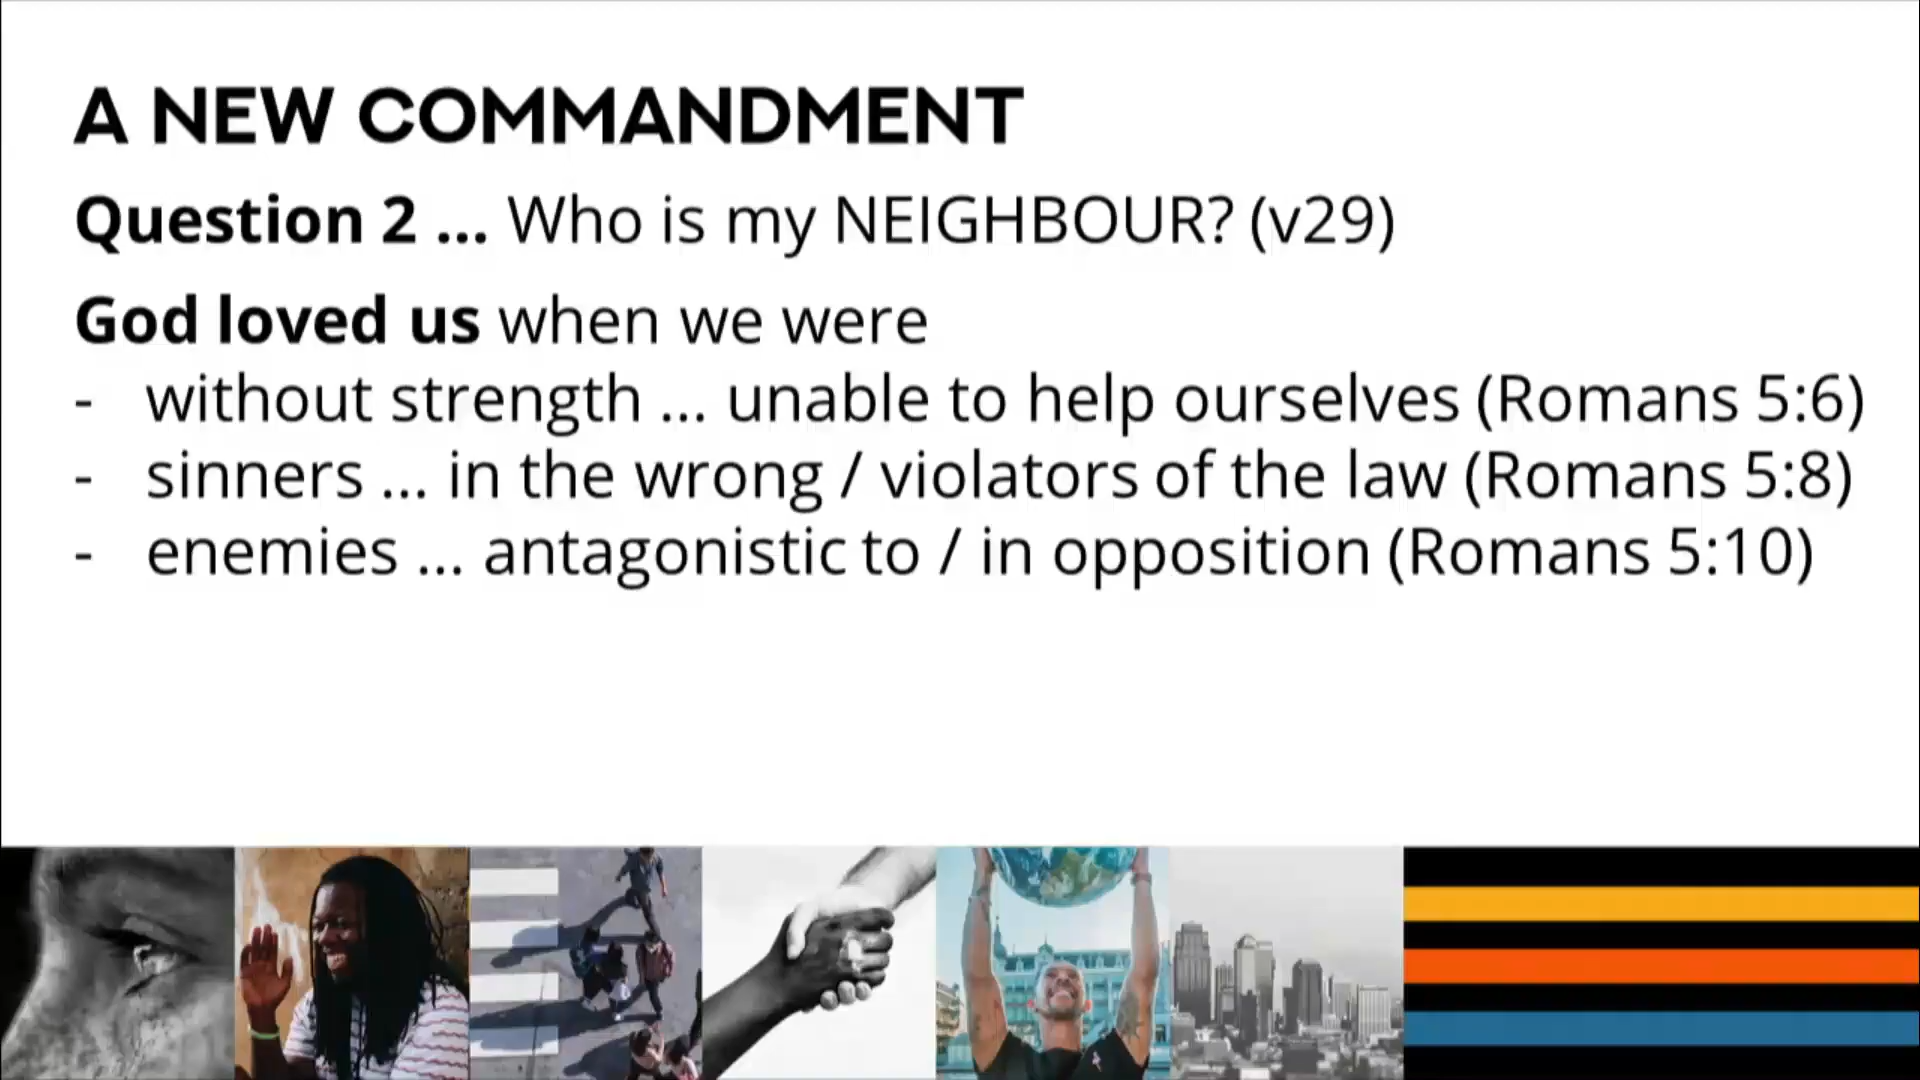 A NEW COMMANDMENT
Question 2 ... Who is my NEIGHBOUR? (v29)
God loved us when we were
- without strength ... unable to help ourselves (Romans 5:6)
- sinners ... in the wrong / violators of the law (Romans 5:8)
- enemies ... antagonistic to / in opposition (Romans 5:10)